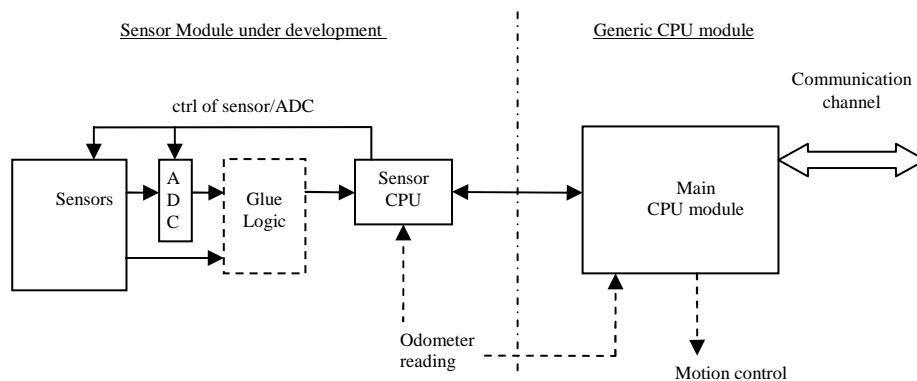 Sensor Module under development
Generic CPU module
Communication
channel
ctrl of sensor/ADC
Sensors
A
D
C
Glue
Logic
Sensor
CPU
Main
CPU module
Odometer
reading
Motion control